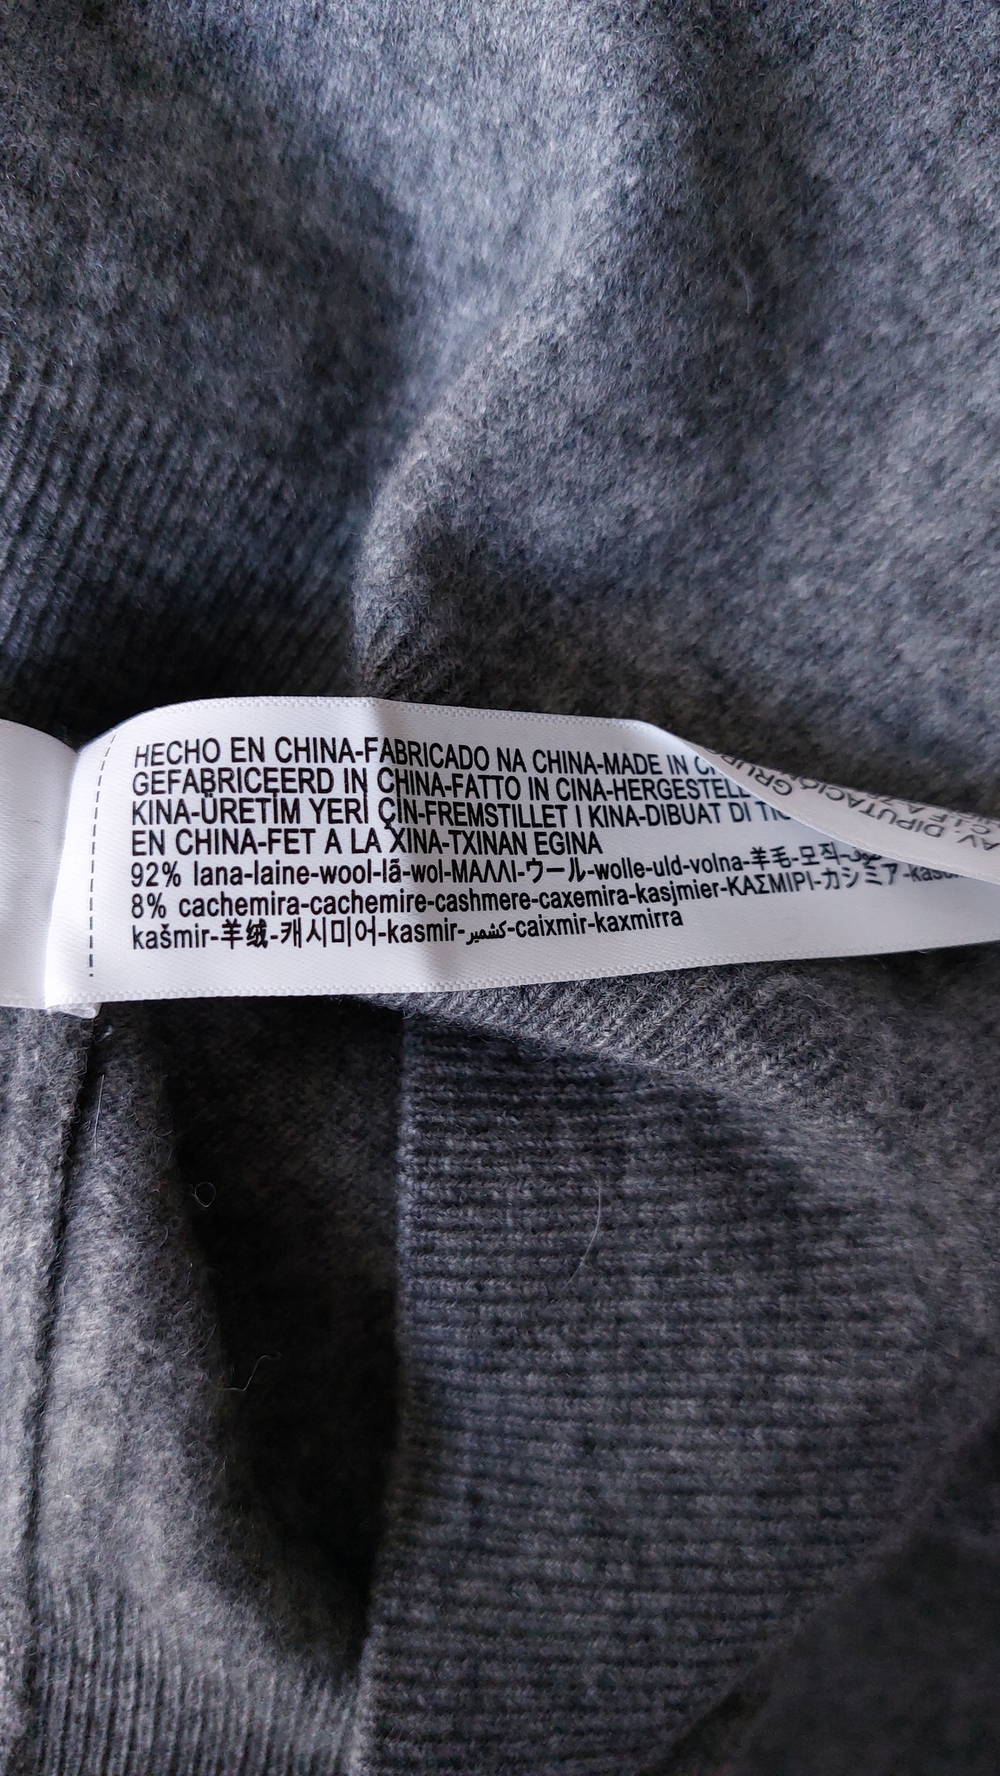 HECHO EN CHINA-FABRICADO NA CHINA-MADE IN
GEFABRICEERD IN CHINA-FATTO IN CINA-HERGESTELL
KINA-ÜRETİM YERİ ÇİN-FREMSTILLET I KINA-DIBUAT DI
EN CHINA-FET A LA XINA-TXINAN EGINA
92% lana-laine-wool-lã-wol-ΜΑΛΛΙ-ウール-wolle-uld-volna-羊毛-모직-
8% cachemira-cachemire-cashmere-caxemira-kasjmier-ΚΑΣΜΙΡΙ-カシミア-
kašmir-羊绒-캐시미어-kasmir-كشمير-caixmir-kaxmirra
AV. DIPUTACIÓ